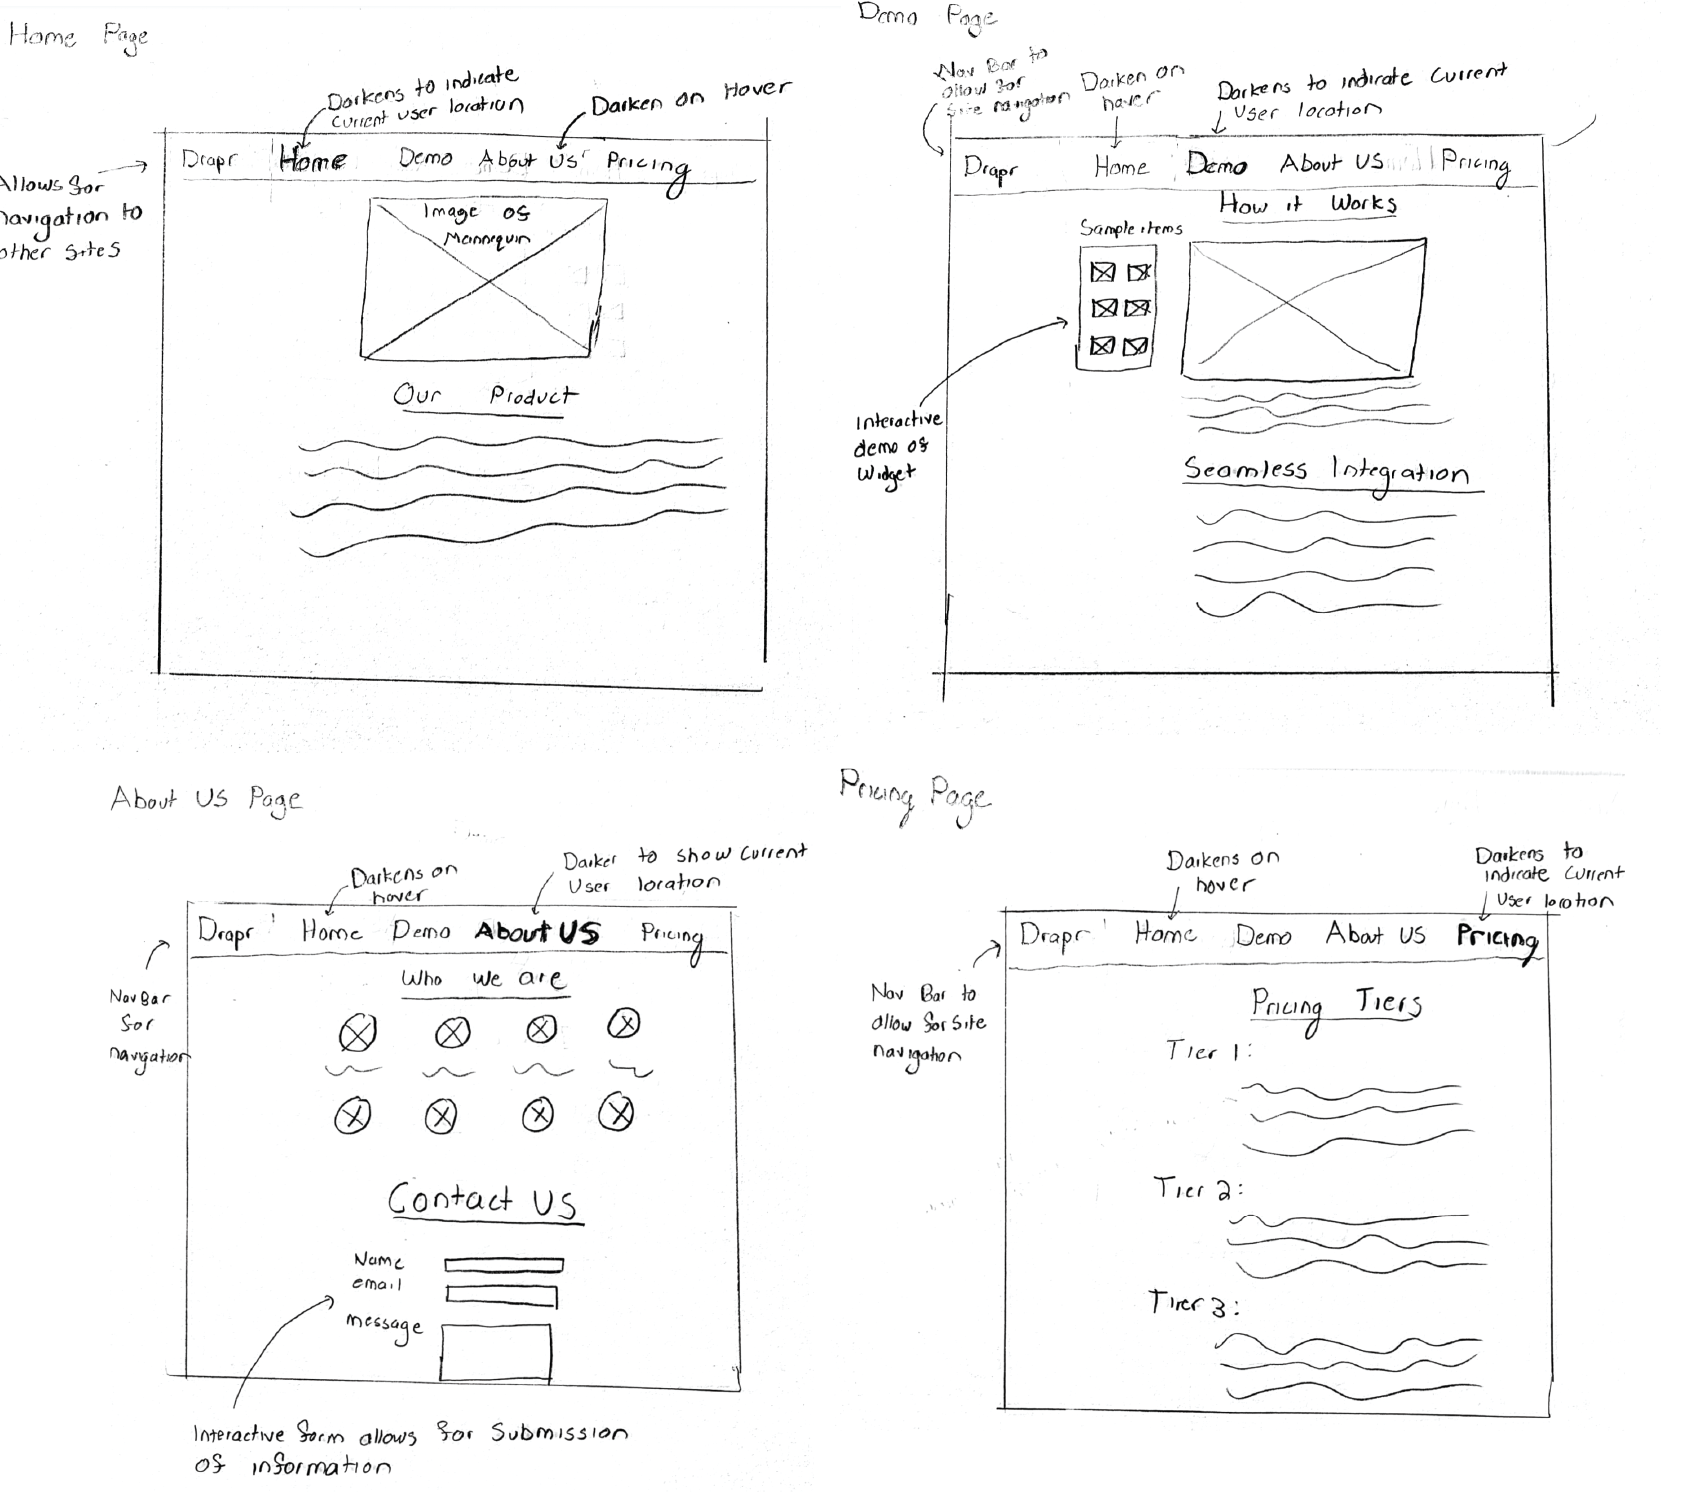 Home Page
Darkens to indicate
current user location
Darken on Hover
Drapr Home Demo About Us Pricing
Allows for
navigation to
other sites
Image of
Mannequin
Our Product
Demo Page
Nav Bar to
allow for
site navigation
Darken on
hover
Darkens to indicate current
user location
Drapr Home Demo About Us Pricing
How it Works
Sample items
Interactive
demo of
Widget
Seamless Integration
About Us Page
Darkens on
hover
Darker to show current
User location
Drapr Home Demo About Us Pricing
Nav Bar
for
navigation
Who we are
Contact Us
Name
email
message
Interactive form allows for submission
of information
Pricing Page
Darkens on
hover
Darkens to
indicate current
user location
Drapr Home Demo About Us Pricing
Nav Bar to
allow for site
navigation
Pricing Tiers
Tier 1:
Tier 2:
Tier 3: